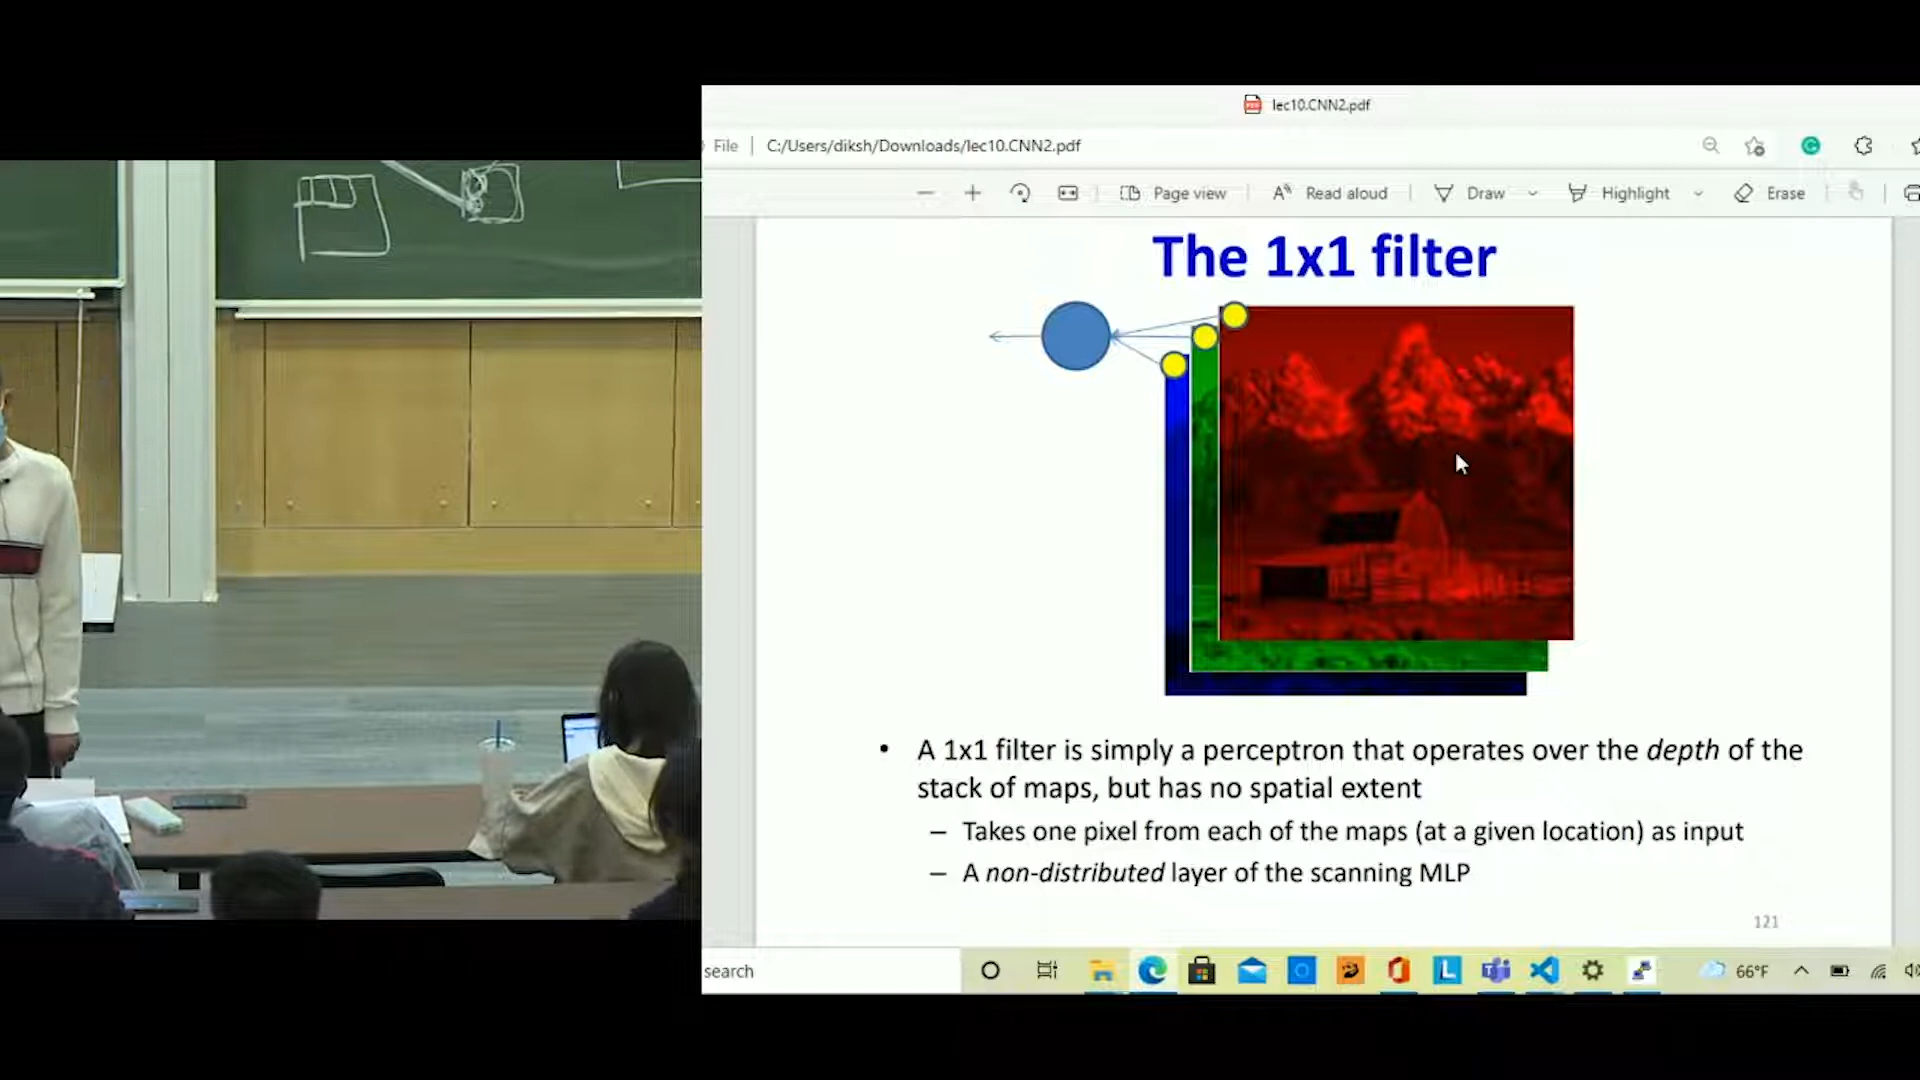 lec10.CNN2.pdf
File C:/Users/diksh/Downloads/lec10.CNN2.pdf
Page view Read aloud Draw Highlight Erase
The 1x1 filter
• A 1x1 filter is simply a perceptron that operates over the depth of the
stack of maps, but has no spatial extent
– Takes one pixel from each of the maps (at a given location) as input
– A non-distributed layer of the scanning MLP
121
search 66°F